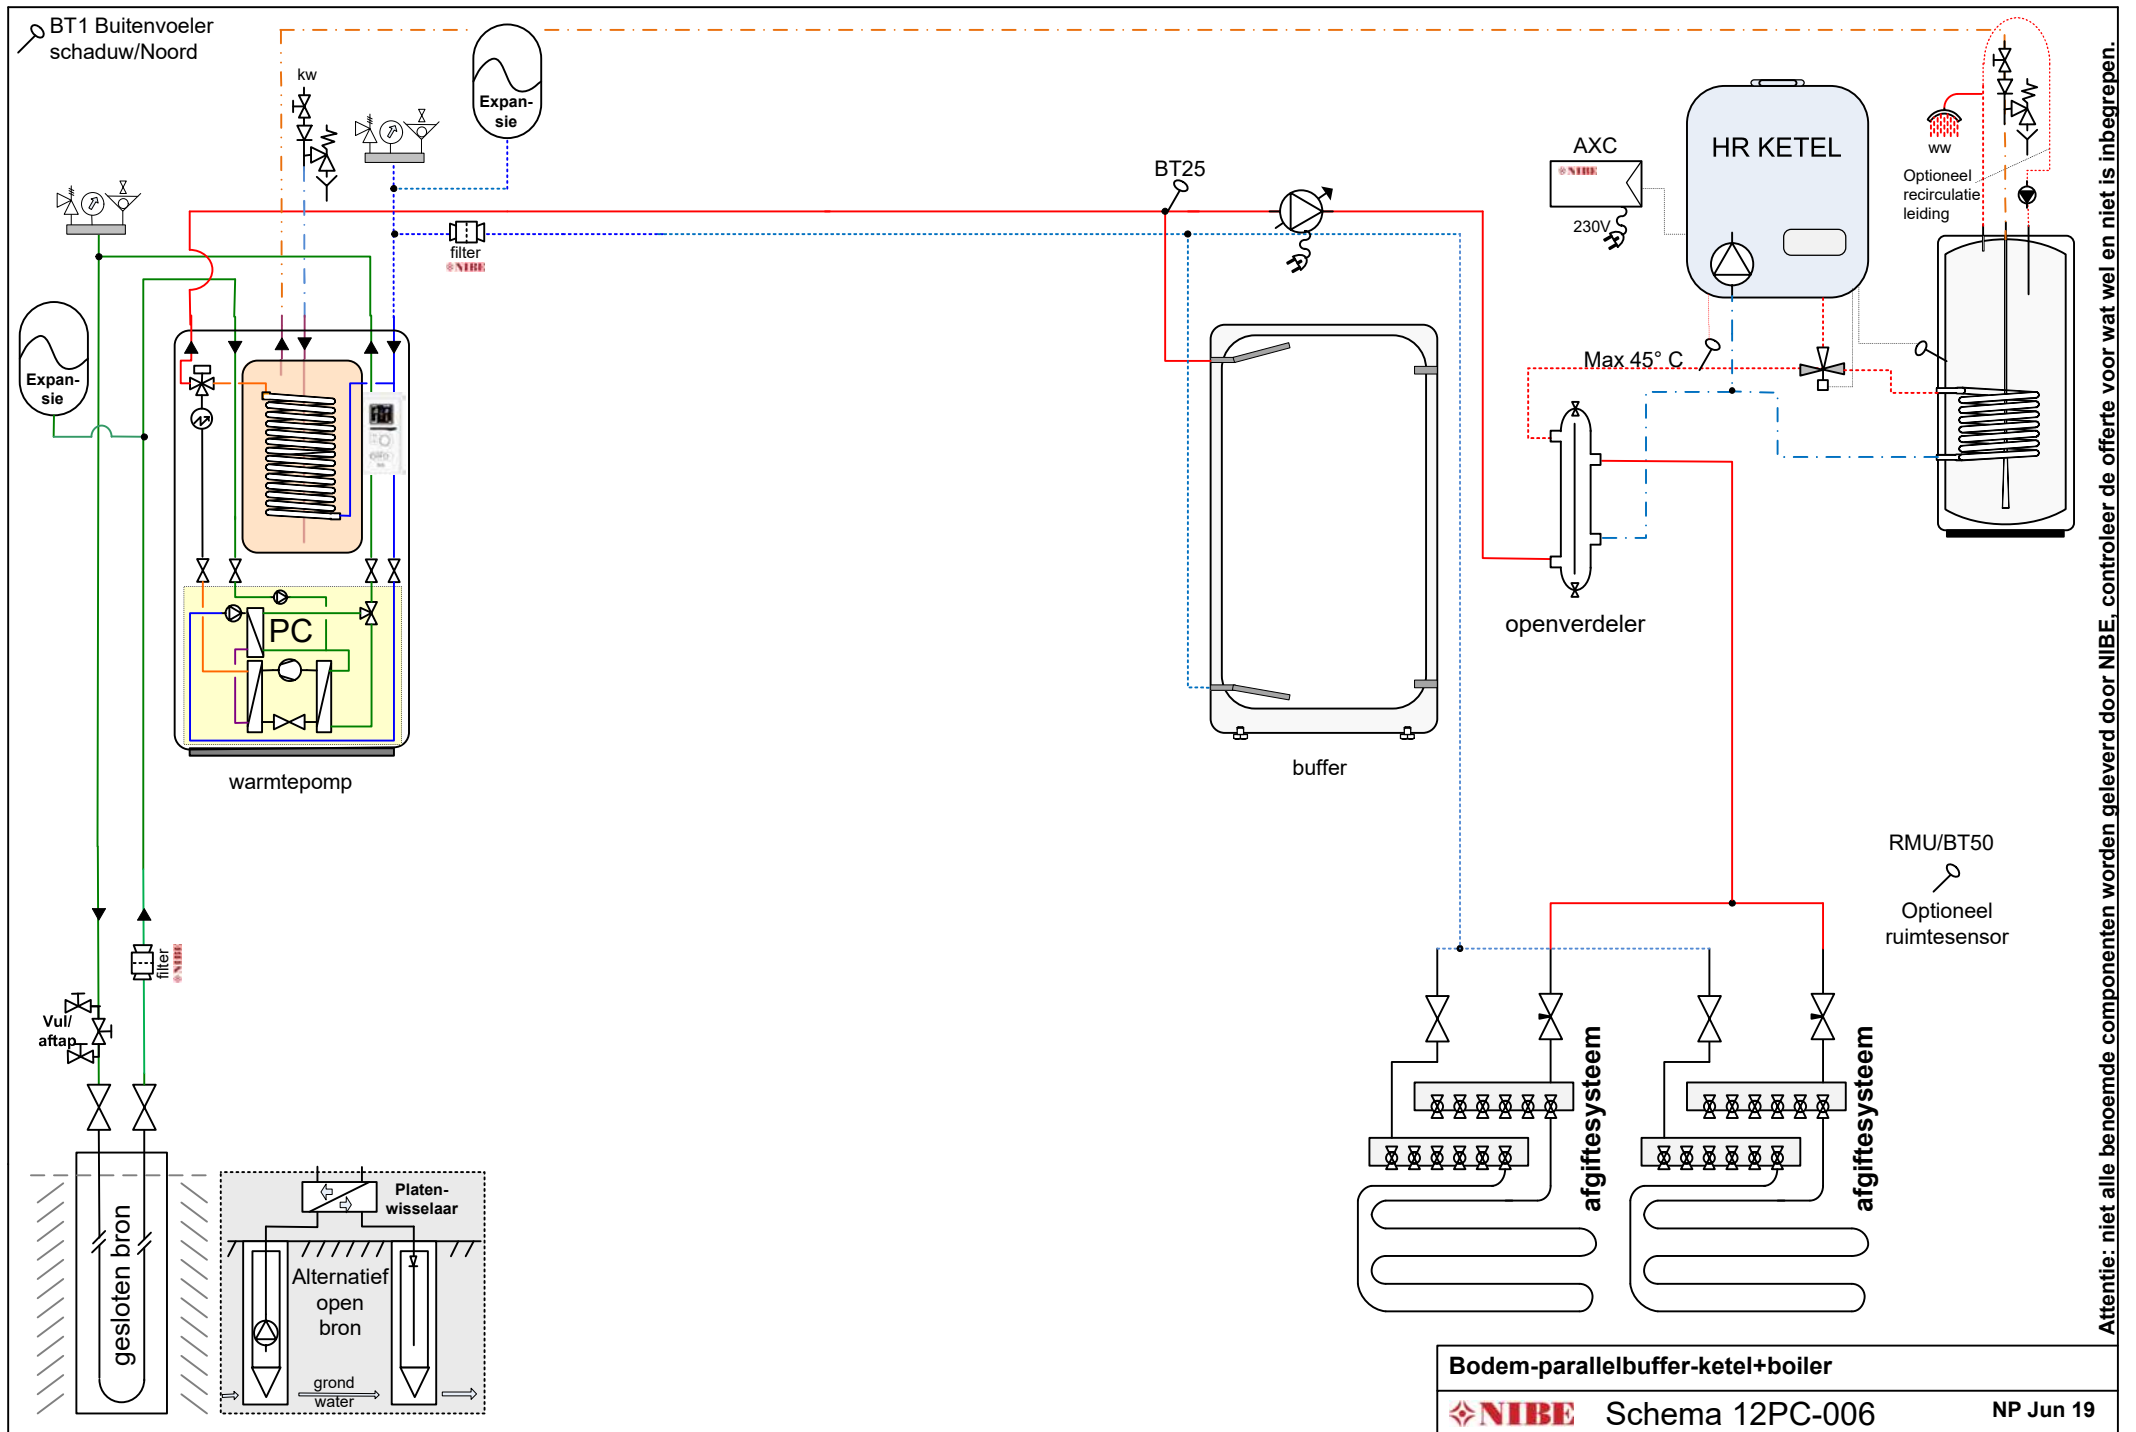 BT1 Buitenvoeler
schaduw/Noord
kw
Expan-
sie
BT25
AXC
NIBE
230V
HR KETEL
ww
Optioneel
recirculatie
leiding
filter
NIBE
Expan-
sie
Max 45° C
PC
warmtepomp
buffer
openverdeler
RMU/BT50
Optioneel
ruimtesensor
filter
NIBE
Vul/
aftap
afgiftesysteem
afgiftesysteem
gesloten bron
Platen-
wisselaar
Alternatief
open
bron
grond
water
Attentie: niet alle benoemde componenten worden geleverd door NIBE, controleer de offerte voor wat wel en niet is inbegrepen.
Bodem-parallelbuffer-ketel+boiler
NIBE Schema 12PC-006 NP Jun 19